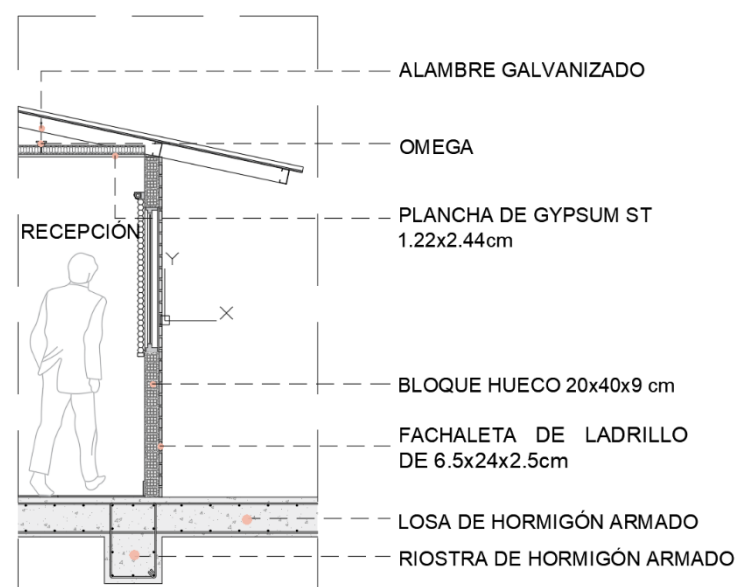 ALAMBRE GALVANIZADO
OMEGA
PLANCHA DE GYPSUM ST
1.22x2.44cm
RECEPCIÓN
Y
X
BLOQUE HUECO 20x40x9 cm
FACHALETA DE LADRILLO
DE 6.5x24x2.5cm
LOSA DE HORMIGÓN ARMADO
RIOSTRA DE HORMIGÓN ARMADO